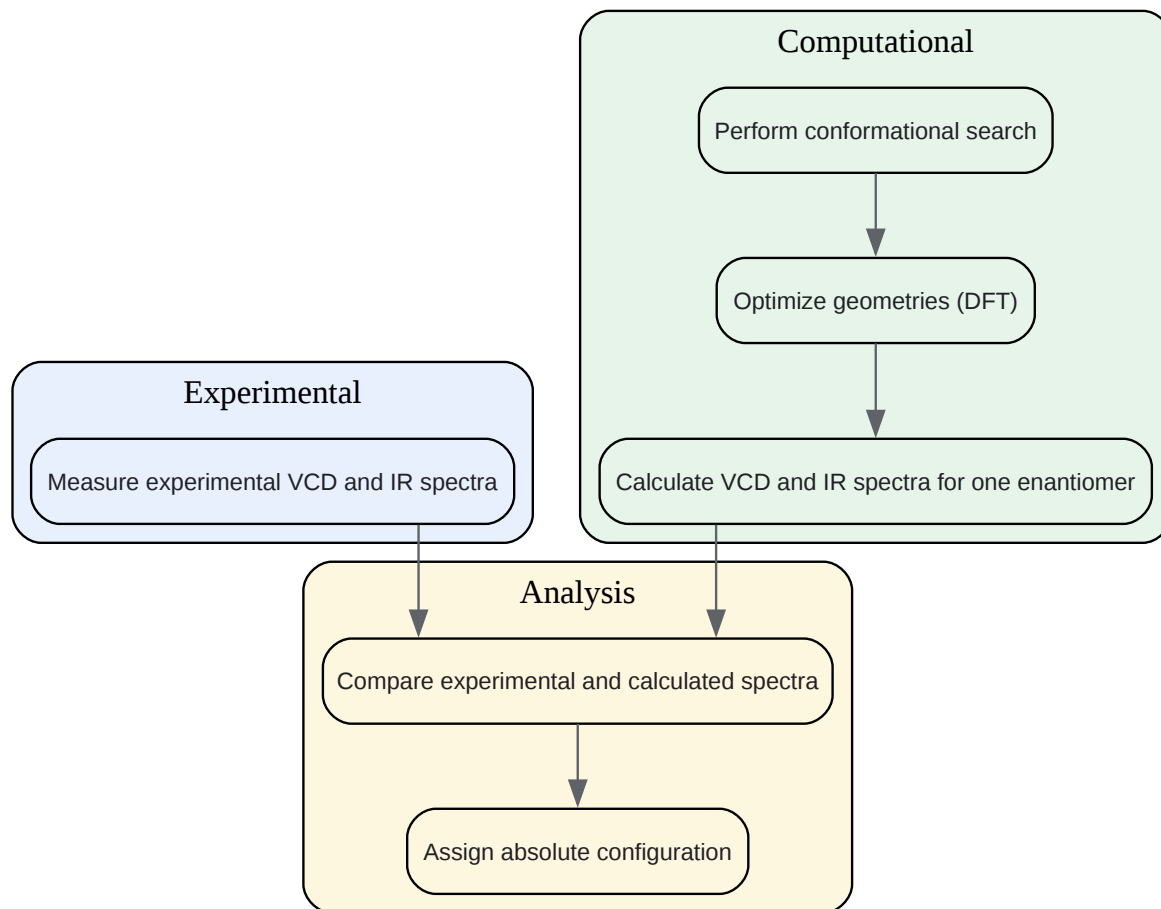 Computational
Perform conformational search
Optimize geometries (DFT)
Experimental
Measure experimental VCD and IR spectra
Calculate VCD and IR spectra for one enantiomer
Analysis
Compare experimental and calculated spectra
Assign absolute configuration